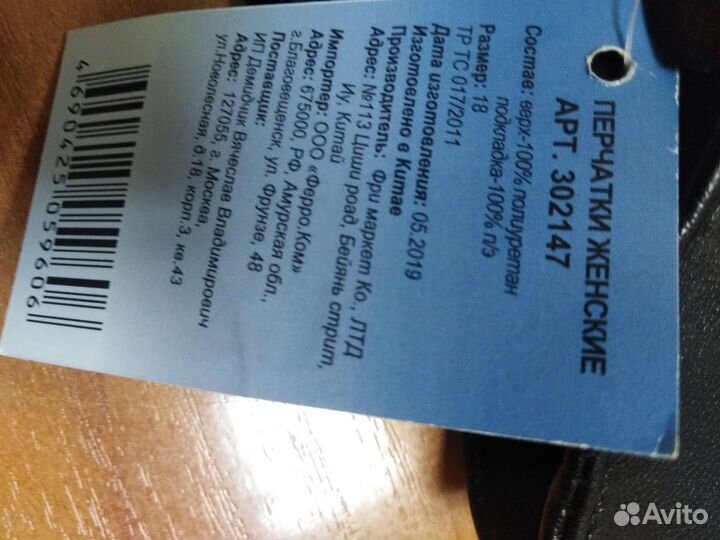 ПЕРЧАТКИ ЖЕНСКИЕ
АРТ. 302147
Состав: верх-100% полиуретан
подкладка-100% п/э
Размер: 18
ТР ТС 017/2011
Дата изготовления: 05.2019
Изготовлено в Китае
Производитель: Фри маркет Ко., ЛТД
Адрес: №113 Циши роад, Бейянь стрит,
Иу, Китай
Импортер: ООО «Ферро.Ком»
Адрес: 675000, РФ, Амурская обл.,
г.Благовещенск, ул. Фрунзе, 48
Поставщик:
ИП Демидчик Вячеслав Владимирович
Адрес: 127055, г. Москва,
ул.Новолесная, д.18, корп.3, кв.43
4690425059606
Avito